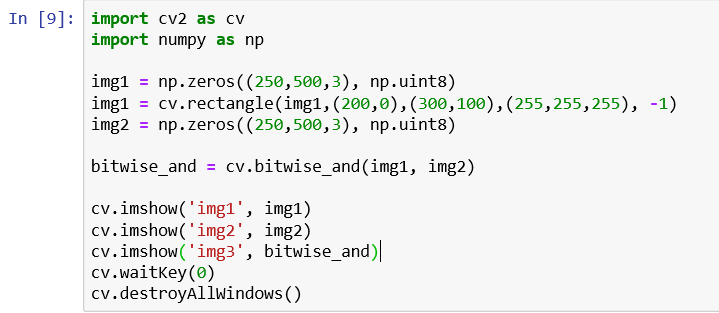 In [9]: import cv2 as cv
import numpy as np
img1 = np.zeros((250,500,3), np.uint8)
img1 = cv.rectangle(img1,(200,0),(300,100),(255,255,255), -1)
img2 = np.zeros((250,500,3), np.uint8)
bitwise_and = cv.bitwise_and(img1, img2)
cv.imshow('img1', img1)
cv.imshow('img2', img2)
cv.imshow('img3', bitwise_and)
cv.waitKey(0)
cv.destroyAllWindows()